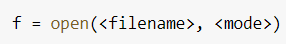 f = open(<filename>, <mode>)